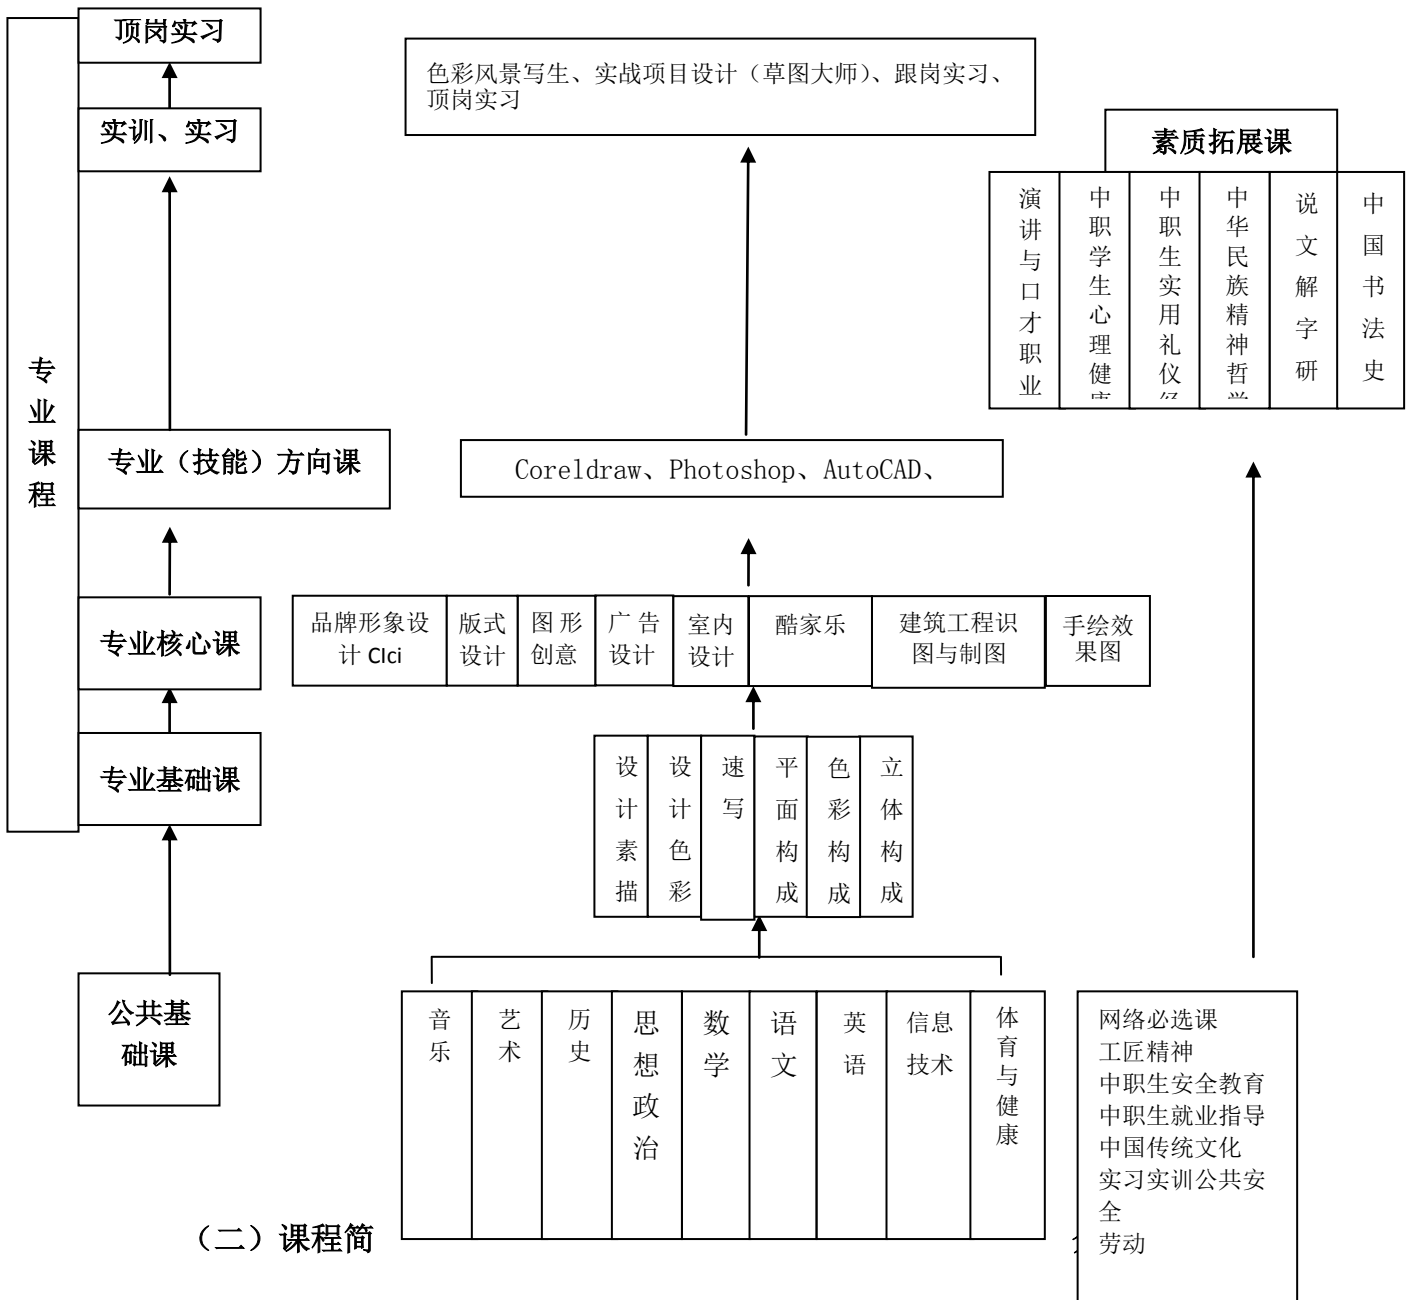 顶岗实习
色彩风景写生、实战项目设计（草图大师）、跟岗实习、
顶岗实习
实训、实习
素质拓展课
演讲与口才职业
中职学生心理健
中职生实用礼仪
中华民族精神哲
说文解字研
中国书法史
专业课程
专业（技能）方向课
Coreldraw、Photoshop、AutoCAD、
专业核心课
品牌形象设
计 CIci
版式
设计
图 形
创意
广 告
设计
室内
设计
酷家乐
建筑工程识
图与制图
手绘效
果图
专业基础课
设计素描
设计色彩
速写
平面构成
色彩构成
立体构成
公共基
础课
音乐
艺术
历史
思想政治
数学
语文
英语
信息
技术
体育与健康
网络必选课
工匠精神
中职生安全教育
中职生就业指导
中国传统文化
实习实训公共安
全
劳动
（二）课程简